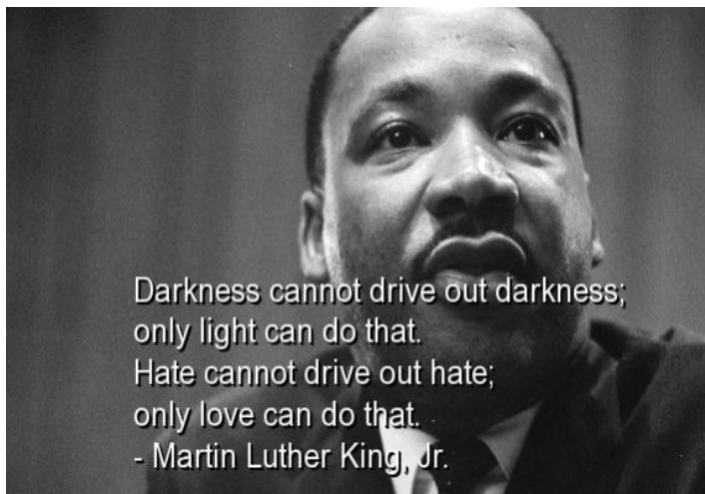 Darkness cannot drive out darkness;
only light can do that.
Hate cannot drive out hate;
only love can do that.
- Martin Luther King, Jr.